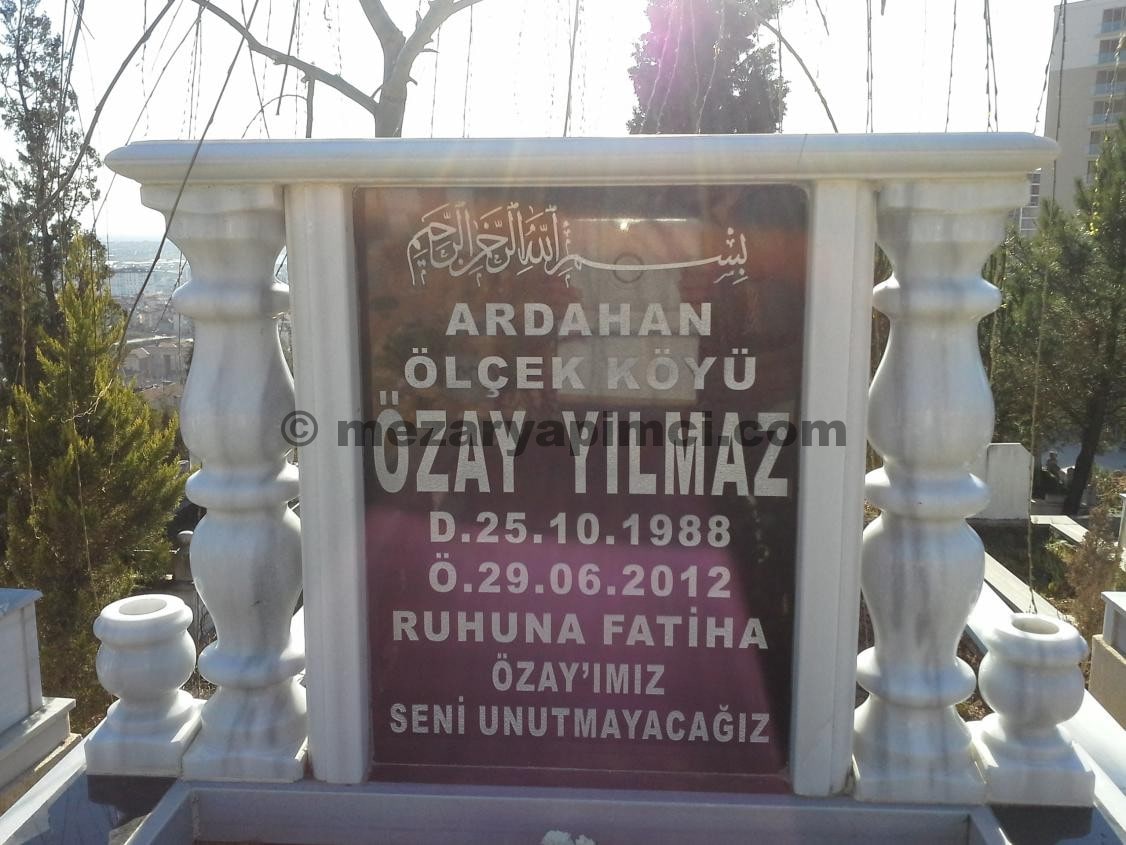 بسم الله الرحمن الرحيم
ARDAHAN
ÖLÇEK KÖYÜ
© mezaryapimci.com
ÖZAY YILMAZ
D.25.10.1988
Ö.29.06.2012
RUHUNA FATİHA
ÖZAY'IMIZ
SENİ UNUTMAYACAĞIZ